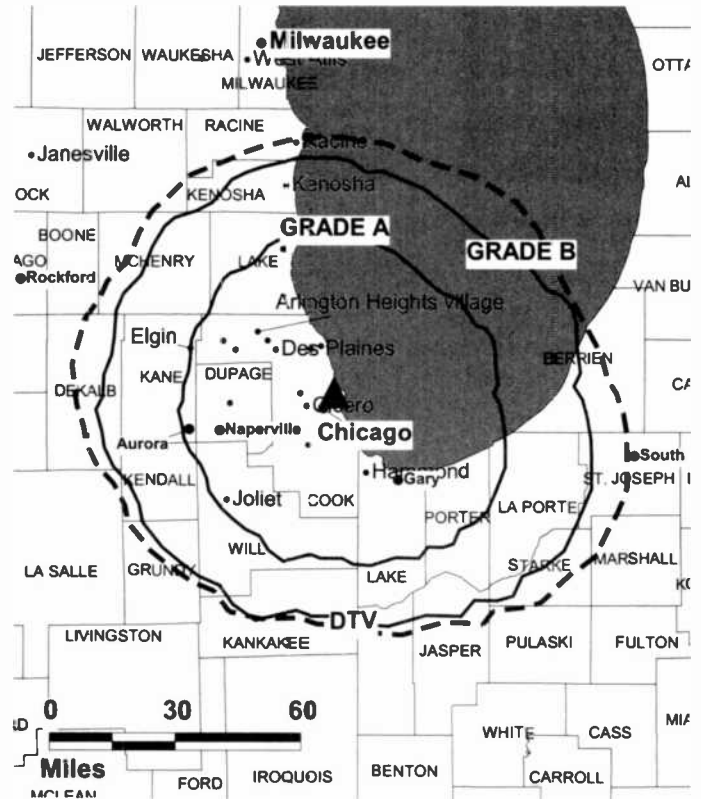 Milwaukee
JEFFERSON WAUKESHA West Allis OTTA
MILWAUKEE
WALWORTH RACINE
Racine
Janesville
OCK KENOSHA Kenosha AL
GRADE A
BOONE GRADE B
AGO MCHENRY LAKE
Rockford VAN BU
Arlington Heights village
Elgin Des Plaines
BERRIEN
KANE DUPAGE
DEKALB CA
Cicero
Aurora Naperville Chicago
South
Hammond
KENDALL Gary ST. JOSEPH
Joliet COOK LA PORTE
PORTER
WILL
LA SALLE GRUNDY LAKE STARKE MARSHALL
DTV
LIVINGSTON KANKAKEE JASPER PULASKI FULTON
0 30 60
WHITE CASS MIA
Miles
MCLEAN FORD IROQUOIS BENTON CARROLL